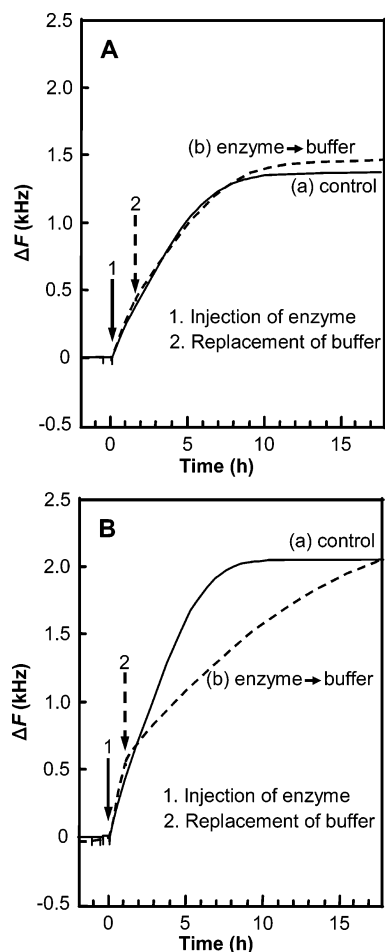 A
2.5
2.0
1.5
1.0
0.5
0
-0.5
ΔF (kHz)
(b) enzyme→buffer
(a) control
2
1
1. Injection of enzyme
2. Replacement of buffer
0 5 10 15
Time (h)
B
2.5
2.0
1.5
1.0
0.5
0
-0.5
ΔF (kHz)
(a) control
2
(b) enzyme→buffer
1
1. Injection of enzyme
2. Replacement of buffer
0 5 10 15
Time (h)